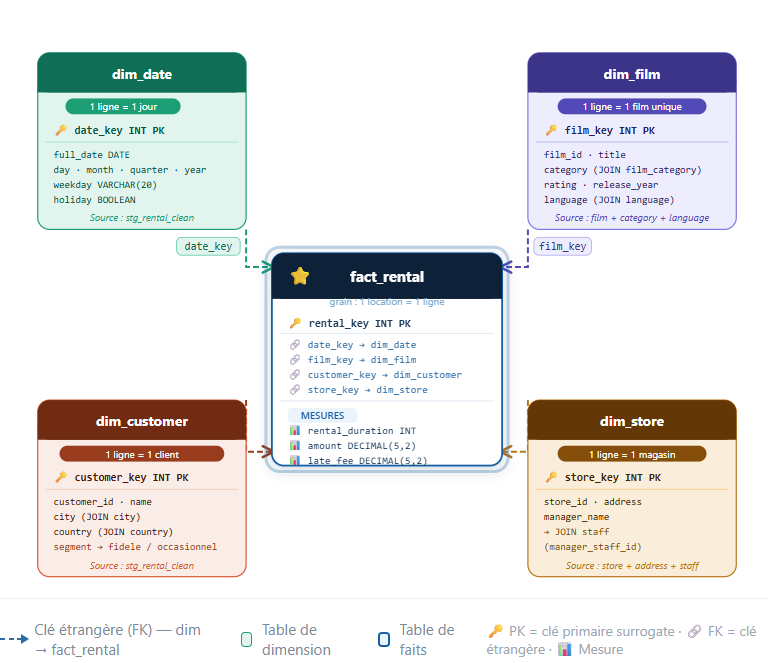 dim_date
1 ligne = 1 jour
🔑 date_key INT PK
full_date DATE
day · month · quarter · year
weekday VARCHAR(20)
holiday BOOLEAN
Source : stg_rental_clean
date_key
dim_film
1 ligne = 1 film unique
🔑 film_key INT PK
film_id · title
category (JOIN film_category)
rating · release_year
language (JOIN language)
Source : film + category + language
film_key
⭐ fact_rental
grain : 1 location = 1 ligne
🔑 rental_key INT PK
🔗 date_key → dim_date
🔗 film_key → dim_film
🔗 customer_key → dim_customer
🔗 store_key → dim_store
MESURES
📊 rental_duration INT
📊 amount DECIMAL(5,2)
📊 late_fee DECIMAL(5,2)
dim_customer
1 ligne = 1 client
🔑 customer_key INT PK
customer_id · name
city (JOIN city)
country (JOIN country)
segment → fidele / occasionnel
Source : stg_rental_clean
dim_store
1 ligne = 1 magasin
🔑 store_key INT PK
store_id · address
manager_name
→ JOIN staff
(manager_staff_id)
Source : store + address + staff
Clé étrangère (FK) — dim
→ fact_rental
Table de
dimension
Table de
faits
🔑 PK = clé primaire surrogate · 🔗 FK = clé
étrangère · 📊 Mesure